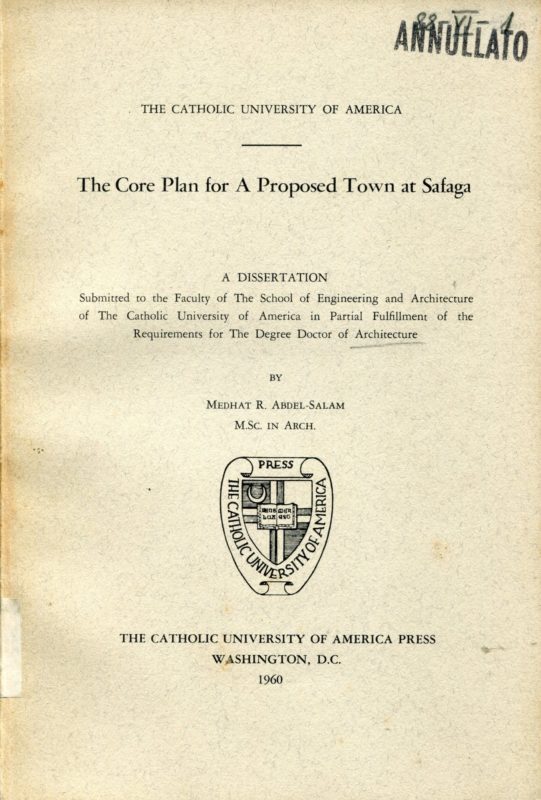 88-VI-1
ANNULLATO
THE CATHOLIC UNIVERSITY OF AMERICA
The Core Plan for A Proposed Town at Safaga
A DISSERTATION
Submitted to the Faculty of The School of Engineering and Architecture
of The Catholic University of America in Partial Fulfillment of the
Requirements for The Degree Doctor of Architecture
BY
MEDHAT R. ABDEL-SALAM
M.SC. IN ARCH.
PRESS
THE CATHOLIC UNIVERSITY OF AMERICA
THE CATHOLIC UNIVERSITY OF AMERICA PRESS
WASHINGTON, D.C.
1960